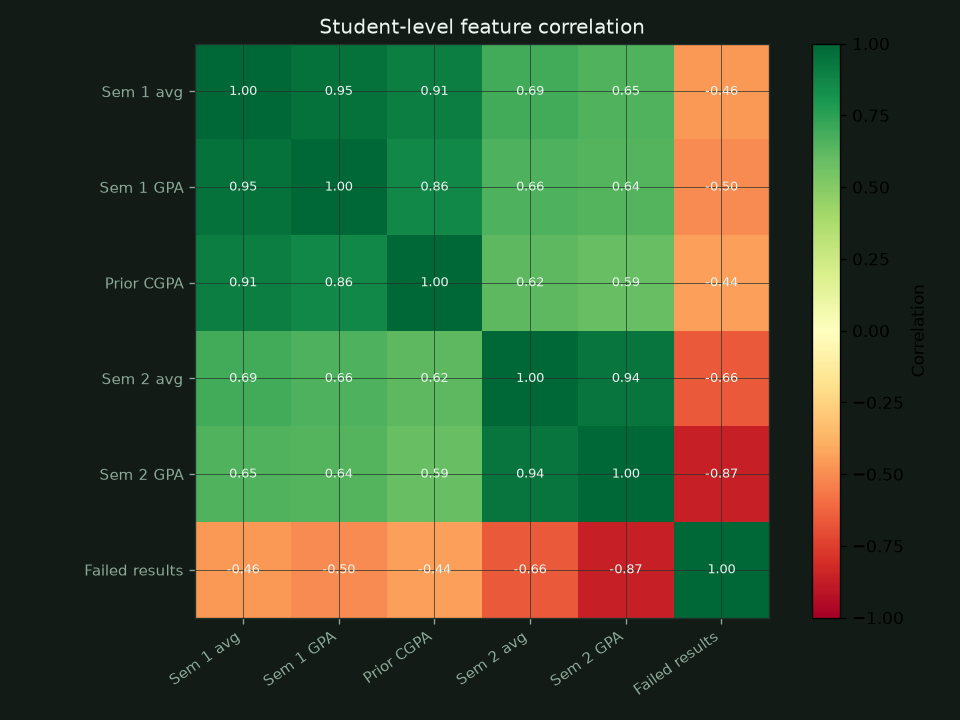 Student-level feature correlation
Sem 1 avg 1.00 0.95 0.91 0.69 0.65 -0.46
Sem 1 GPA 0.95 1.00 0.86 0.66 0.64 -0.50
Prior CGPA 0.91 0.86 1.00 0.62 0.59 -0.44
Sem 2 avg 0.69 0.66 0.62 1.00 0.94 -0.66
Sem 2 GPA 0.65 0.64 0.59 0.94 1.00 -0.87
Failed results -0.46 -0.50 -0.44 -0.66 -0.87 1.00
Sem 1 avg Sem 1 GPA Prior CGPA Sem 2 avg Sem 2 GPA Failed results
1.00
0.75
0.50
0.25
0.00
−0.25
−0.50
−0.75
−1.00
Correlation